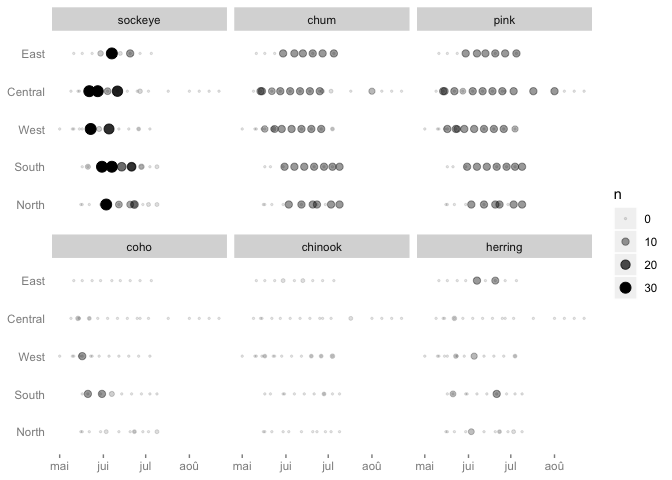 sockeye chum pink
East
Central
West
South
North
n
0
10
20
30
coho chinook herring
East
Central
West
South
North
mai jui jul aoû mai jui jul aoû mai jui jul aoû